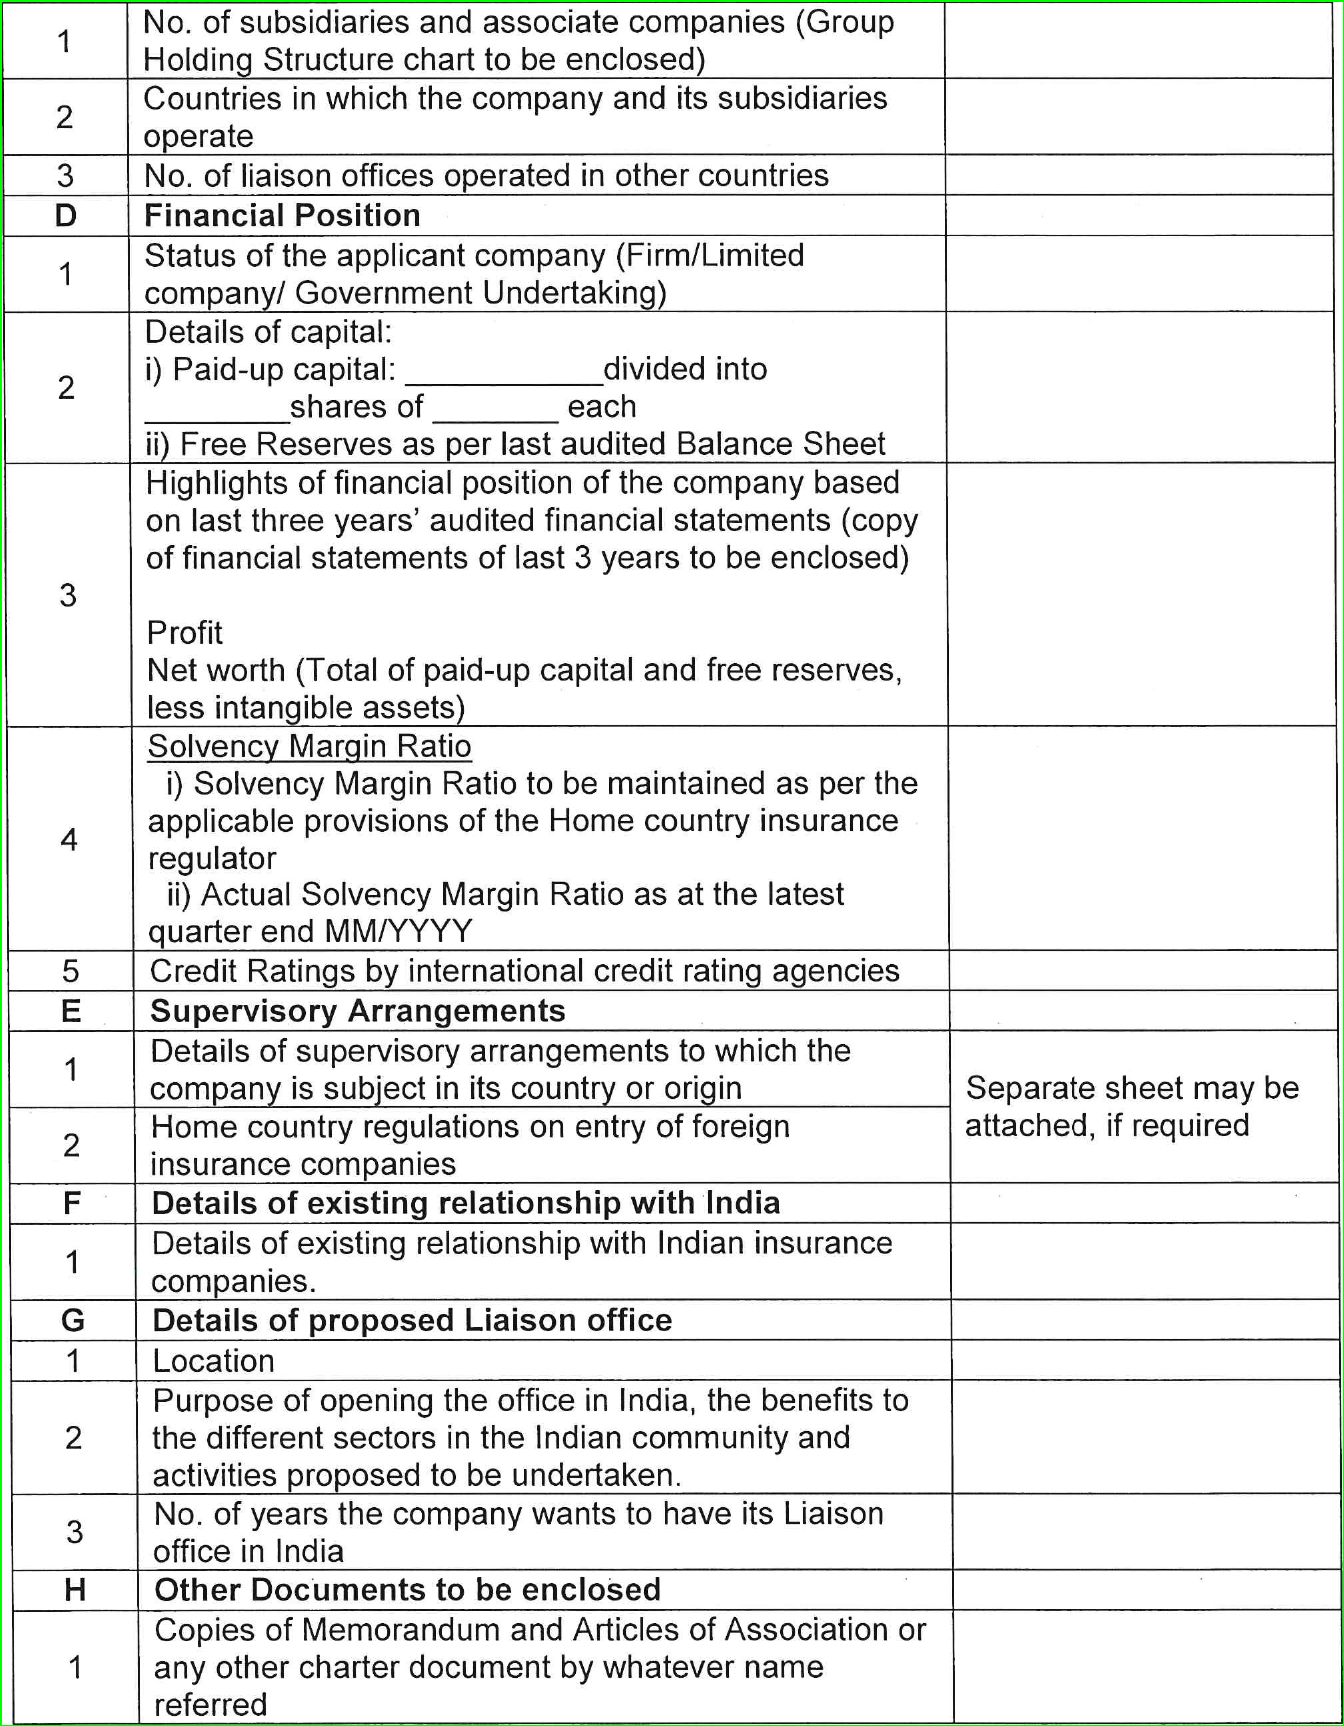 1
No. of subsidiaries and associate companies (Group
Holding Structure chart to be enclosed)
2
Countries in which the company and its subsidiaries
operate
3 No. of liaison offices operated in other countries
D Financial Position
1
Status of the applicant company (Firm/Limited
company/ Government Undertaking)
2
Details of capital:
i) Paid-up capital: ___________divided into
________shares of _______ each
ii) Free Reserves as per last audited Balance Sheet
3
Highlights of financial position of the company based
on last three years' audited financial statements (copy
of financial statements of last 3 years to be enclosed)
Profit
Net worth (Total of paid-up capital and free reserves,
less intangible assets)
4
Solvency Margin Ratio
i) Solvency Margin Ratio to be maintained as per the
applicable provisions of the Home country insurance
regulator
ii) Actual Solvency Margin Ratio as at the latest
quarter end MM/YYYY
5 Credit Ratings by international credit rating agencies
E Supervisory Arrangements
1
Details of supervisory arrangements to which the
company is subject in its country or origin
Separate sheet may be
attached, if required
2
Home country regulations on entry of foreign
insurance companies
F Details of existing relationship with India
1
Details of existing relationship with Indian insurance
companies.
G Details of proposed Liaison office
1 Location
2
Purpose of opening the office in India, the benefits to
the different sectors in the Indian community and
activities proposed to be undertaken.
3
No. of years the company wants to have its Liaison
office in India
H Other Documents to be enclosed
1
Copies of Memorandum and Articles of Association or
any other charter document by whatever name
referred